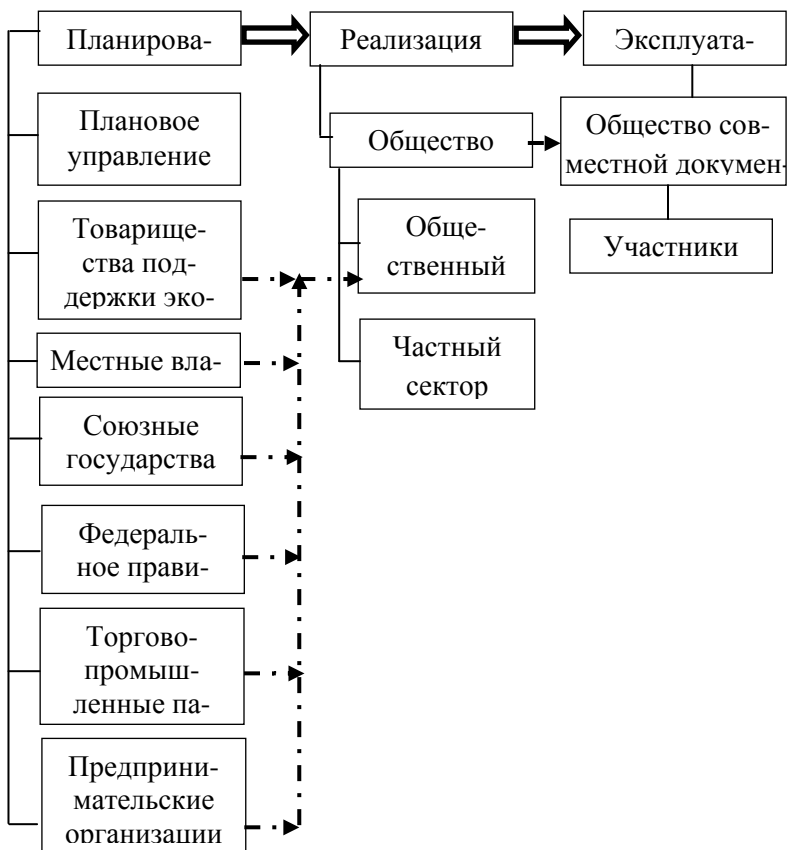 Планирова-
Реализация
Эксплуата-
Плановое
управление
Товарище-
ства под-
держки эко-
Местные вла-
Союзные
государства
Федераль-
ное прави-
Торгово-
промыш-
ленные па-
Предприни-
мательские
организации
Общество
Обще-
ственный
Частный
сектор
Общество сов-
местной докумен-
Участники